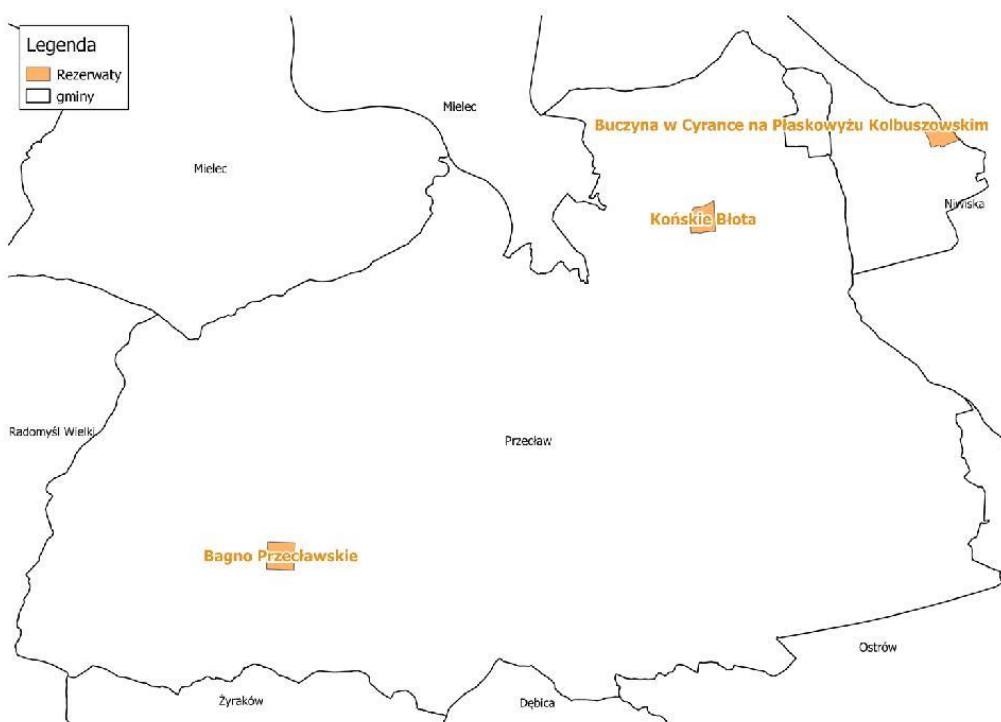 Legenda
Rezerwaty
gminy
Mielec
Buczyna w Cyrance na Płaskowyżu Kolbuszowskim
Mielec
Niwiska
Końskie Błota
Radomyśl Wielki
Przecław
Bagno Przecławskie
Ostrów
Żyraków
Dębica